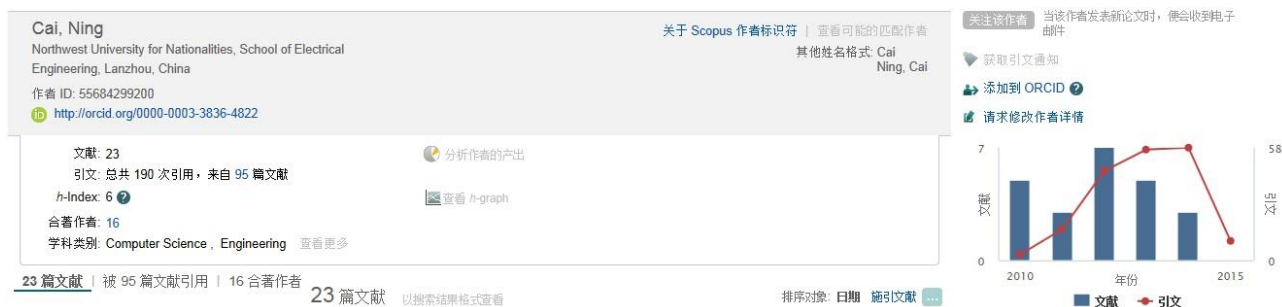 Cai, Ning
Northwest University for Nationalities, School of Electrical
Engineering, Lanzhou, China
作者 ID: 55684299200
http://orcid.org/0000-0003-3836-4822
关于 Scopus 作者标识符 | 查看可能的匹配作者
其他姓名格式: Cai
Ning, Cai
文献: 23
引文: 总共 190 次引用，来自 95 篇文献
h-Index: 6
合著作者: 16
学科类别: Computer Science , Engineering 查看更多
分析作者的产出
查看 h-graph
23 篇文献 | 被 95 篇文献引用 | 16 合著作者
23 篇文献 以搜索结果格式查看
排序对象: 日期 施引文献 ...
关注该作者 当该作者发表新论文时，便会收到电子
邮件
获取引文通知
添加到 ORCID
请求修改作者详情
7
58
文献
引文
0
0
2010 年份 2015
文献 引文